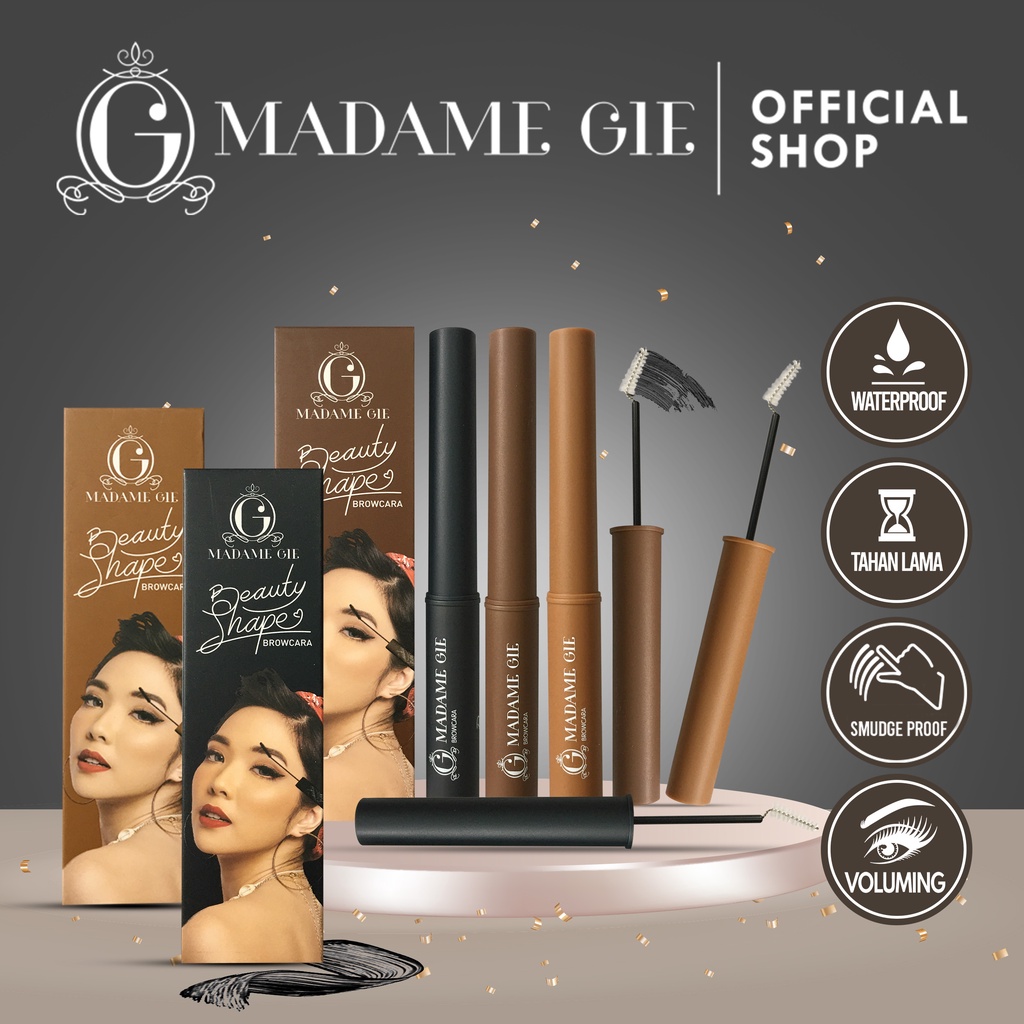 G MADAME GIE
OFFICIAL
SHOP
G
MADAME GIE
Beauty
Shape
BROWCARA
G
MADAME GIE
Beauty
Shape
BROWCARA
G
MADAME GIE
Beauty
Shape
BROWCARA
G MADAME GIE
BROWCARA
G MADAME GIE
BROWCARA
G MADAME GIE
BROWCARA
WATERPROOF
TAHAN LAMA
SMUDGE PROOF
VOLUMING